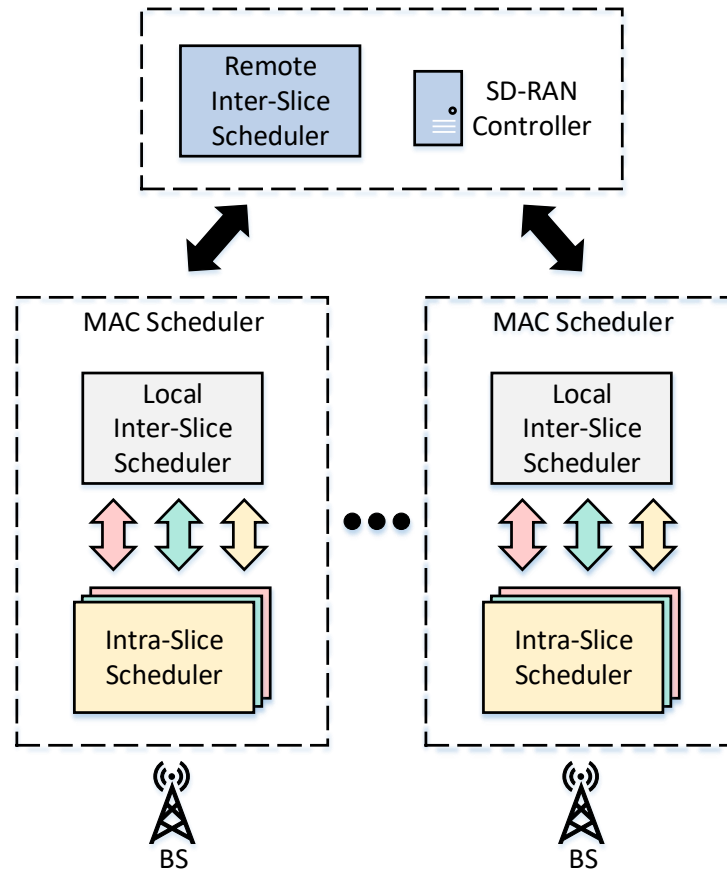 Remote
Inter-Slice
Scheduler
SD-RAN
Controller
MAC Scheduler
Local
Inter-Slice
Scheduler
Intra-Slice
Scheduler
BS
MAC Scheduler
Local
Inter-Slice
Scheduler
Intra-Slice
Scheduler
BS